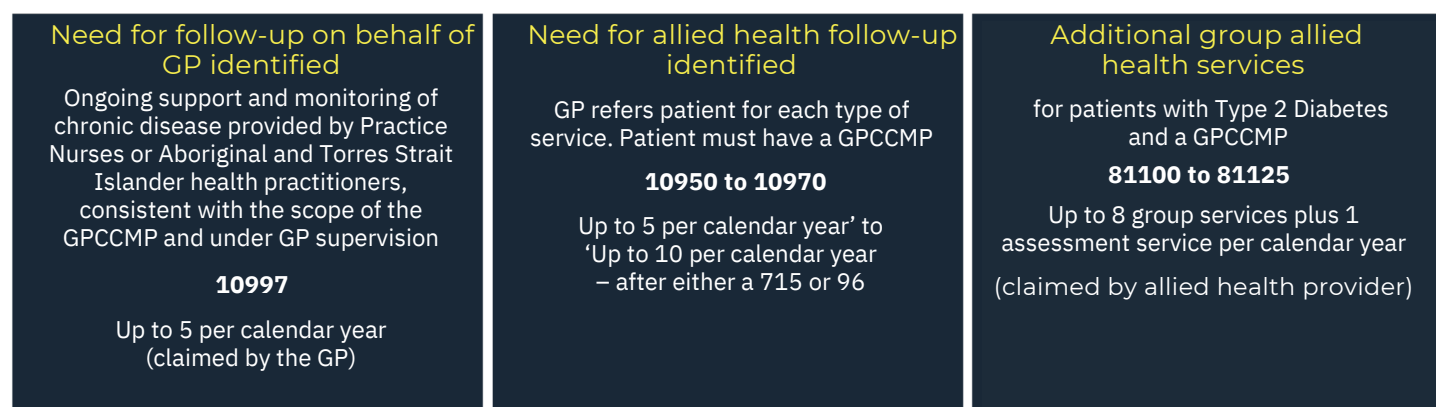 Need for follow-up on behalf of
GP identified
Ongoing support and monitoring of
chronic disease provided by Practice
Nurses or Aboriginal and Torres Strait
Islander health practitioners,
consistent with the scope of the
GPCCMP and under GP supervision
10997
Up to 5 per calendar year
(claimed by the GP)
Need for allied health follow-up
identified
GP refers patient for each type of
service. Patient must have a GPCCMP
10950 to 10970
Up to 5 per calendar year’ to
‘Up to 10 per calendar year
– after either a 715 or 96
Additional group allied
health services
for patients with Type 2 Diabetes
and a GPCCMP
81100 to 81125
Up to 8 group services plus 1
assessment service per calendar year
(claimed by allied health provider)